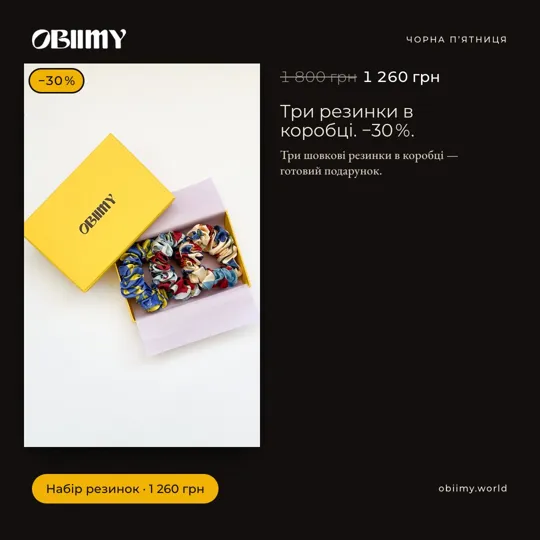 OBIIMY
ЧОРНА П'ЯТНИЦЯ
−30 %
1 800 грн 1 260 грн
Три резинки в
коробці. −30 %.
Три шовкові резинки в коробці —
готовий подарунок.
OBIIMY
Набір резинок · 1 260 грн
obiimy.world